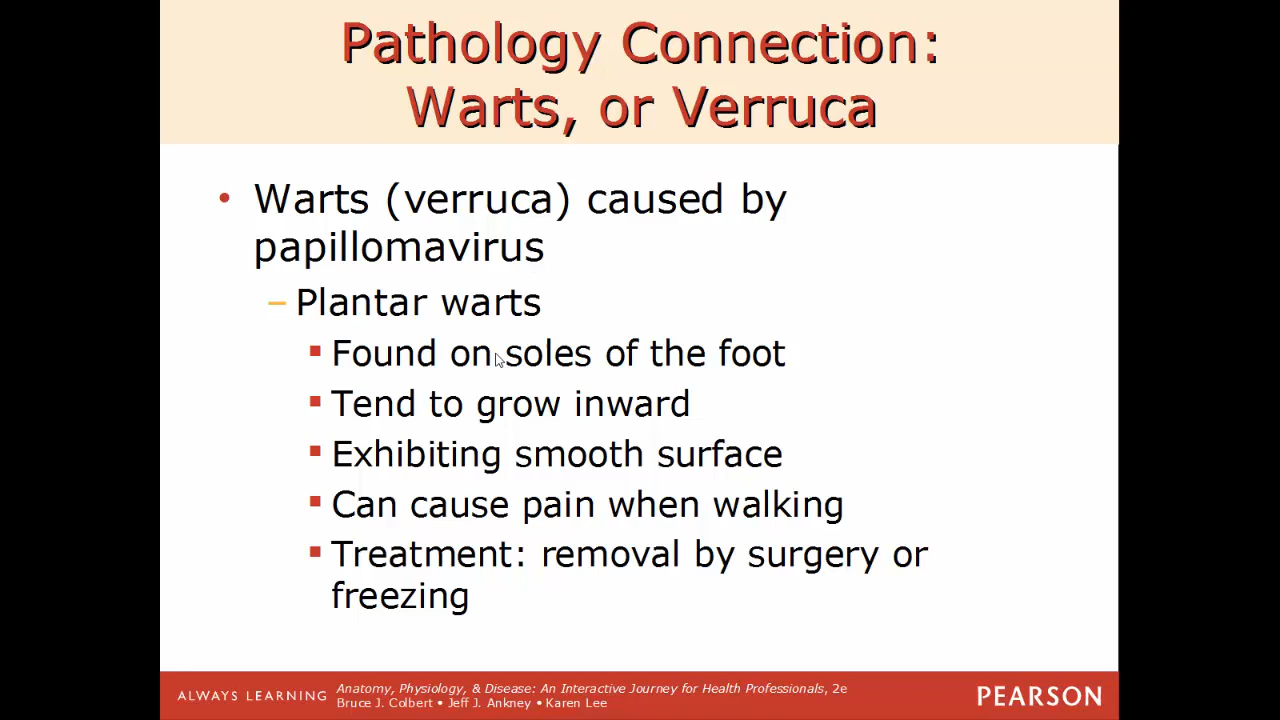 Pathology Connection:
Warts, or Verruca
• Warts (verruca) caused by
papillomavirus
– Plantar warts
▪ Found on soles of the foot
▪ Tend to grow inward
▪ Exhibiting smooth surface
▪ Can cause pain when walking
▪ Treatment: removal by surgery or
freezing
ALWAYS LEARNING
Anatomy, Physiology, & Disease: An Interactive Journey for Health Professionals, 2e
Bruce J. Colbert • Jeff J. Ankney • Karen Lee
PEARSON